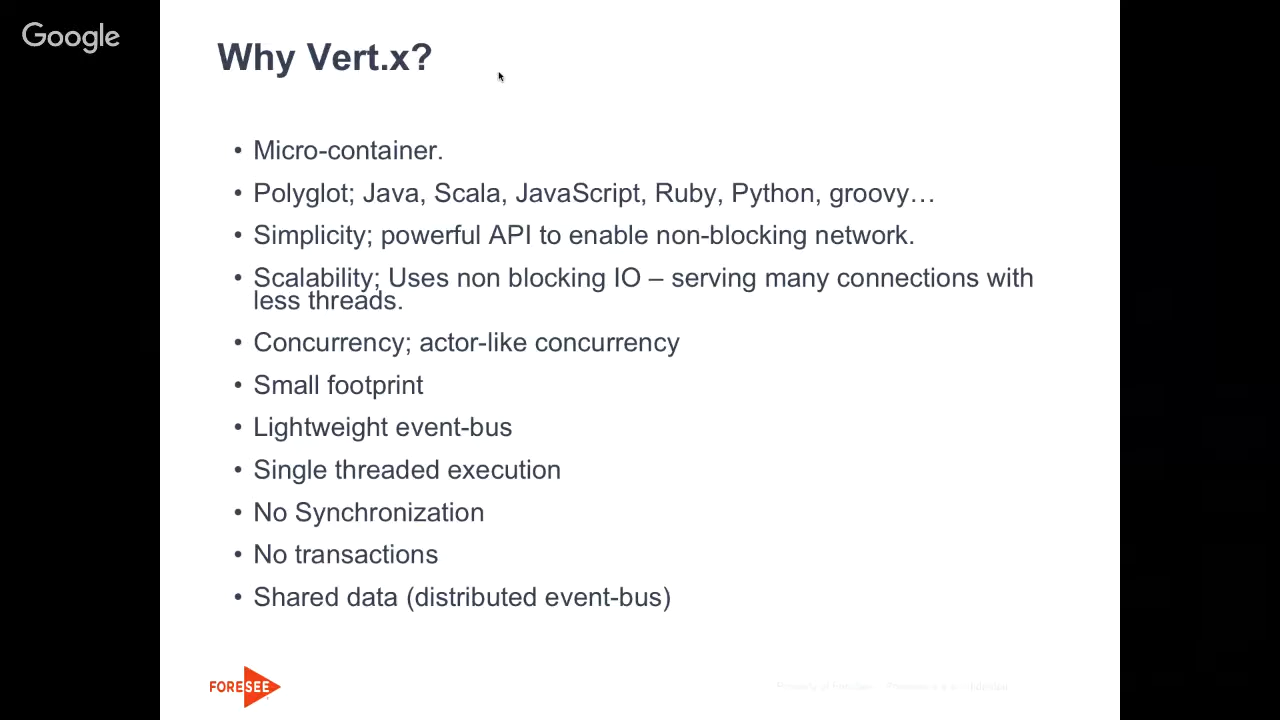 Google
Why Vert.x?
• Micro-container.
• Polyglot; Java, Scala, JavaScript, Ruby, Python, groovy…
• Simplicity; powerful API to enable non-blocking network.
• Scalability; Uses non blocking IO – serving many connections with
less threads.
• Concurrency; actor-like concurrency
• Small footprint
• Lightweight event-bus
• Single threaded execution
• No Synchronization
• No transactions
• Shared data (distributed event-bus)
FORESEE